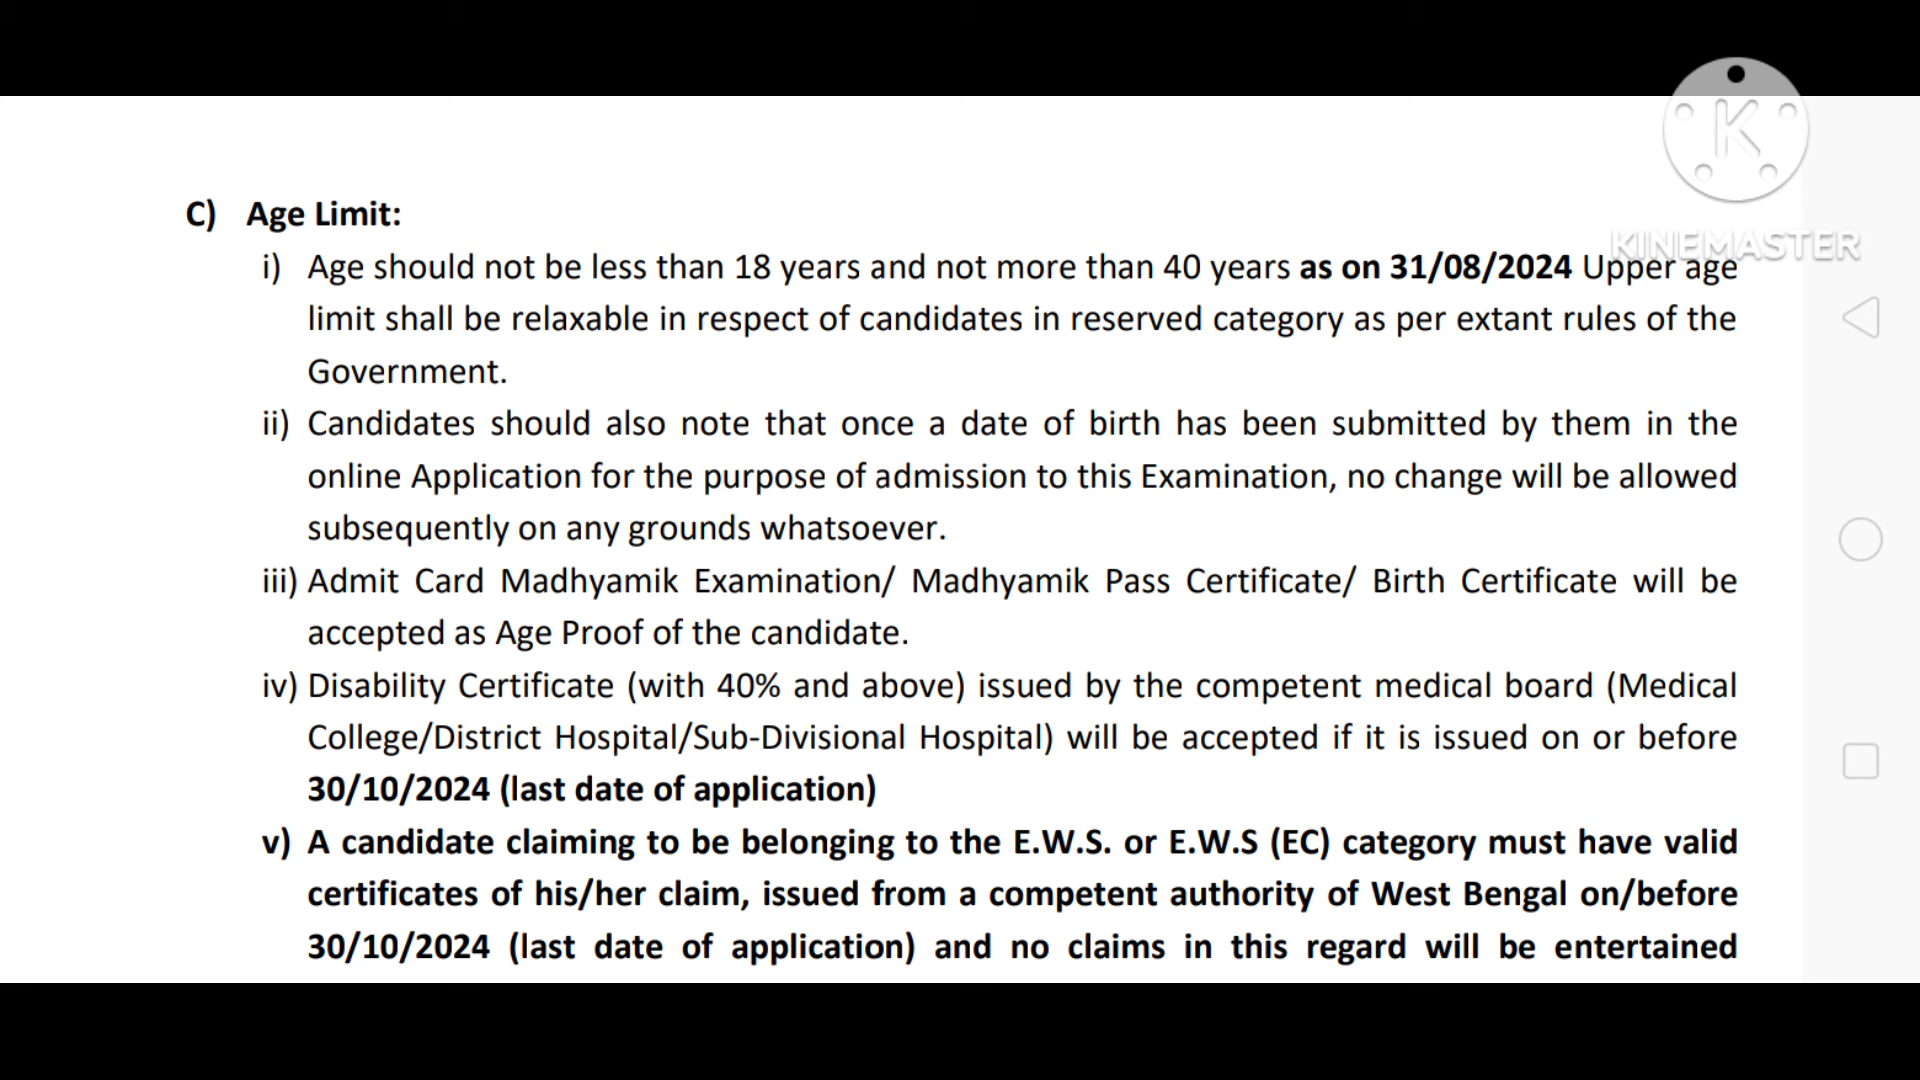 K
KINEMASTER
C) Age Limit:
i) Age should not be less than 18 years and not more than 40 years as on 31/08/2024 Upper age
limit shall be relaxable in respect of candidates in reserved category as per extant rules of the
Government.
ii) Candidates should also note that once a date of birth has been submitted by them in the
online Application for the purpose of admission to this Examination, no change will be allowed
subsequently on any grounds whatsoever.
iii) Admit Card Madhyamik Examination/ Madhyamik Pass Certificate/ Birth Certificate will be
accepted as Age Proof of the candidate.
iv) Disability Certificate (with 40% and above) issued by the competent medical board (Medical
College/District Hospital/Sub-Divisional Hospital) will be accepted if it is issued on or before
30/10/2024 (last date of application)
v) A candidate claiming to be belonging to the E.W.S. or E.W.S (EC) category must have valid
certificates of his/her claim, issued from a competent authority of West Bengal on/before
30/10/2024 (last date of application) and no claims in this regard will be entertained